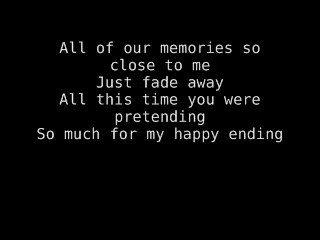 All of our memories so
close to me
Just fade away
All this time you were
pretending
So much for my happy ending